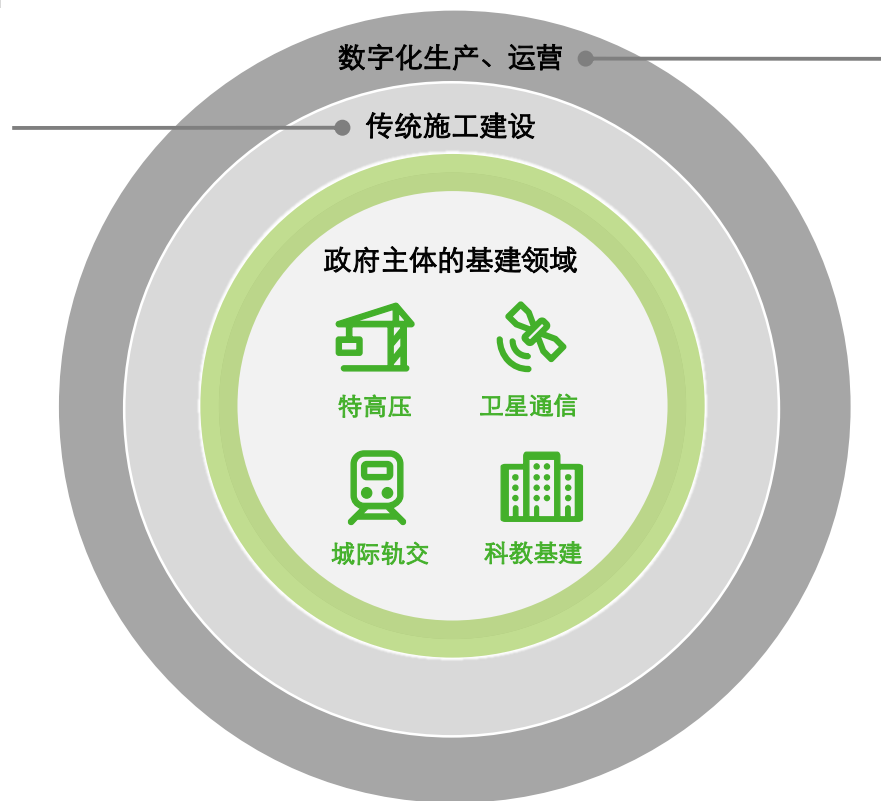 数字化生产、运营
传统施工建设
政府主体的基建领域
特高压
卫星通信
城际轨交
科教基建